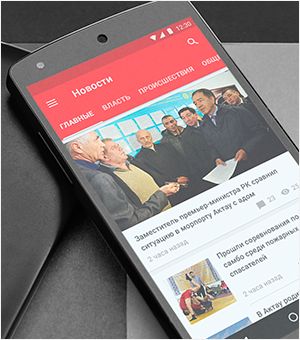 12:30
Новости
ГЛАВНЫЕ ВЛАСТЬ ПРОИСШЕСТВИЯ ОБЩ
Заместитель премьер-министра РК сравнил
ситуацию в морпорту Актау с адом
2 часа назад 23 25
Прошли соревнования по
самбо среди пожарных
спасателей
2 часа назад
В Актау роди